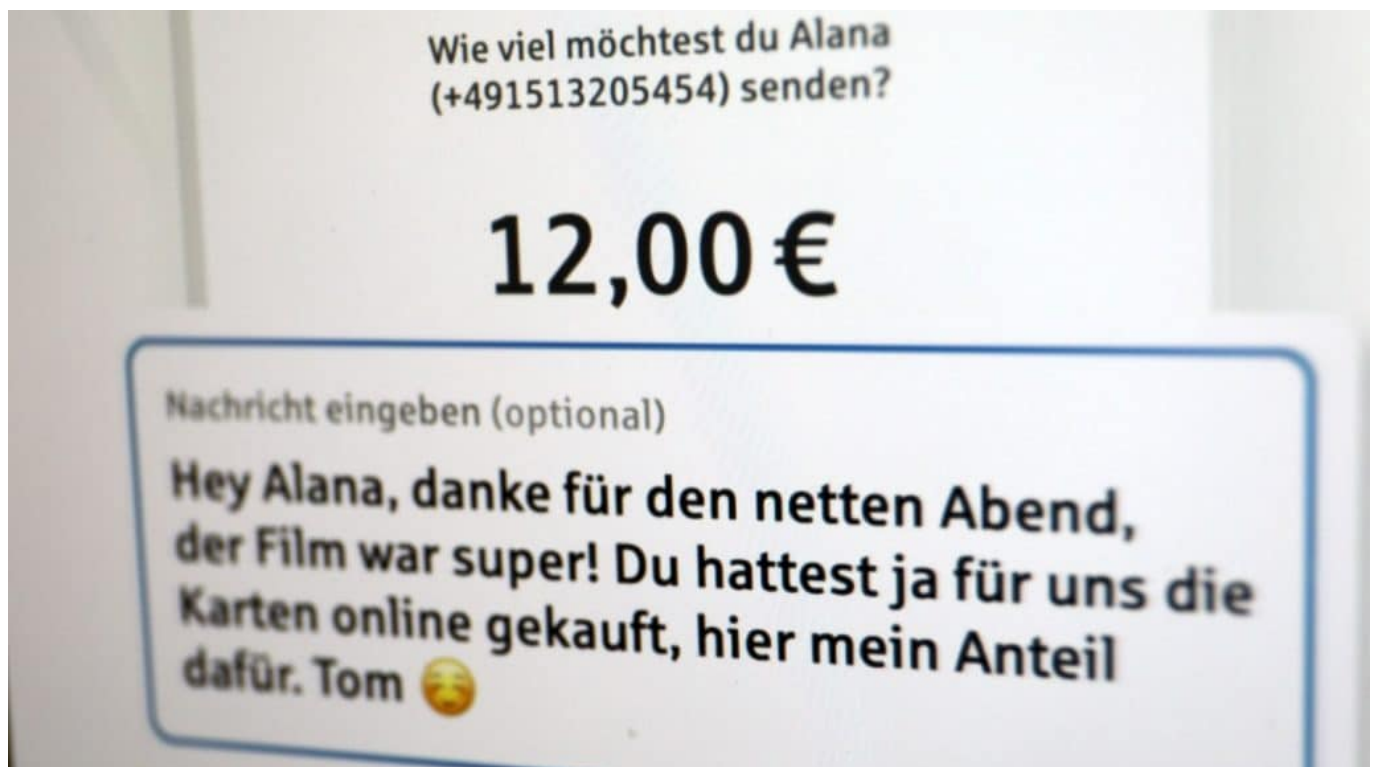 Wie viel möchtest du Alana
(+491513205454) senden?
12,00 €
Nachricht eingeben (optional)
Hey Alana, danke für den netten Abend,
der Film war super! Du hattest ja für uns die
Karten online gekauft, hier mein Anteil
dafür. Tom ☺️